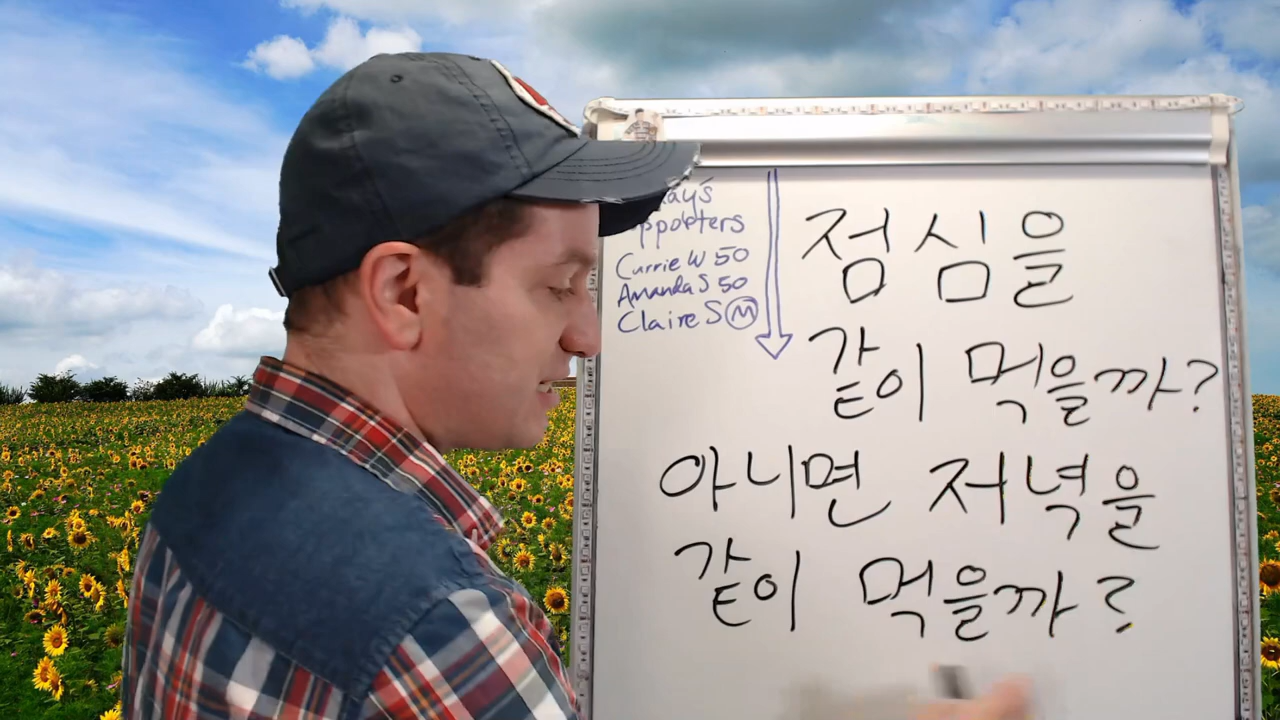 Currie W 50
Amanda S 50
Claire S M
점심을
같이 먹을까?
아니면 저녁을
같이 먹을까?